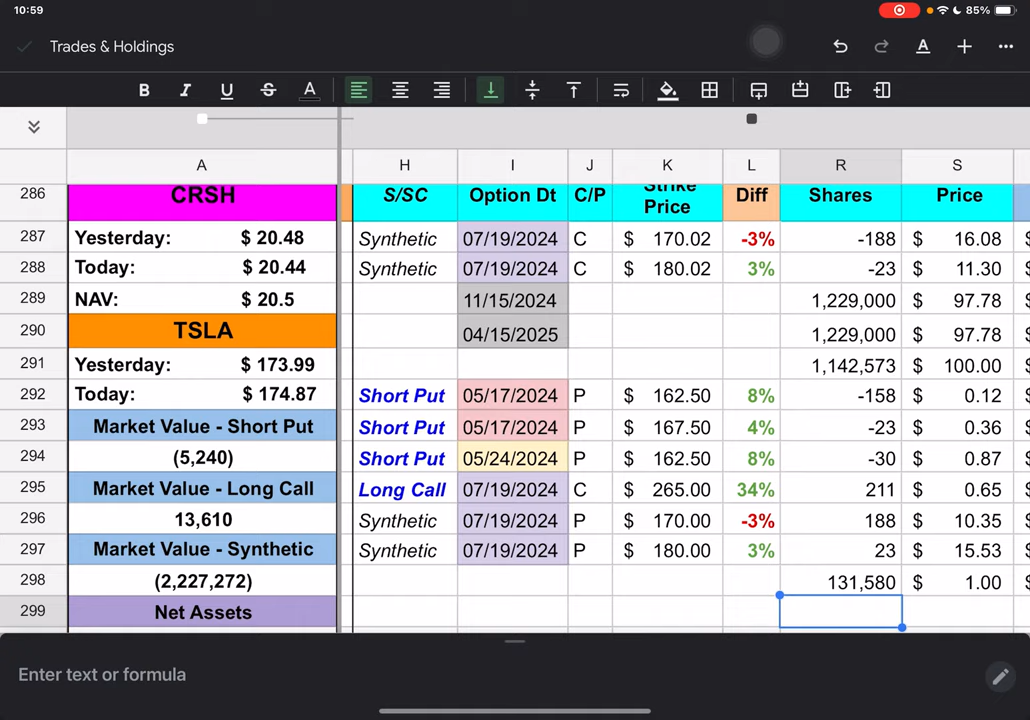 10:59 85%
Trades & Holdings A
B I U S A
A H I J K L R S
286 CRSH S/SC Option Dt C/P Strike Price Diff Shares Price
287 Yesterday: $ 20.48 Synthetic 07/19/2024 C $ 170.02 -3% -188 $ 16.08
288 Today: $ 20.44 Synthetic 07/19/2024 C $ 180.02 3% -23 $ 11.30
289 NAV: $ 20.5 11/15/2024 1,229,000 $ 97.78
290 TSLA 04/15/2025 1,229,000 $ 97.78
291 Yesterday: $ 173.99 1,142,573 $ 100.00
292 Today: $ 174.87 Short Put 05/17/2024 P $ 162.50 8% -158 $ 0.12
293 Market Value - Short Put Short Put 05/17/2024 P $ 167.50 4% -23 $ 0.36
294 (5,240) Short Put 05/24/2024 P $ 162.50 8% -30 $ 0.87
295 Market Value - Long Call Long Call 07/19/2024 C $ 265.00 34% 211 $ 0.65
296 13,610 Synthetic 07/19/2024 P $ 170.00 -3% 188 $ 10.35
297 Market Value - Synthetic Synthetic 07/19/2024 P $ 180.00 3% 23 $ 15.53
298 (2,227,272) 131,580 $ 1.00
299 Net Assets
Enter text or formula